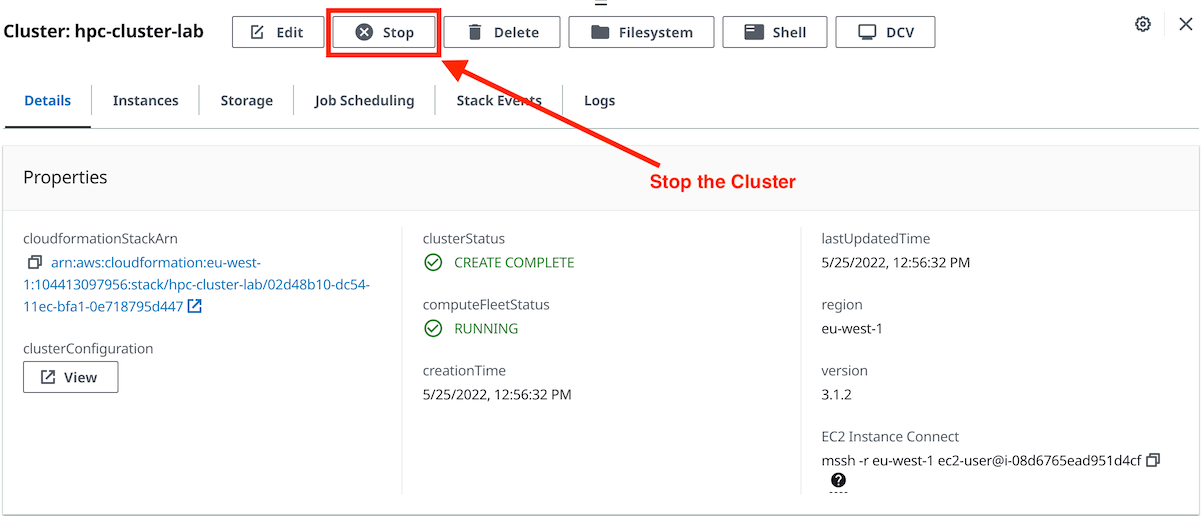 Cluster: hpc-cluster-lab
Edit
Stop
Delete
Filesystem
Shell
DCV
Details
Instances
Storage
Job Scheduling
Stack Events
Logs
Stop the Cluster
Properties
cloudformationStackArn
arn:aws:cloudformation:eu-west-
1:104413097956:stack/hpc-cluster-lab/02d48b10-dc54-
11ec-bfa1-0e718795d447
clusterConfiguration
View
clusterStatus
CREATE COMPLETE
computeFleetStatus
RUNNING
creationTime
5/25/2022, 12:56:32 PM
lastUpdatedTime
5/25/2022, 12:56:32 PM
region
eu-west-1
version
3.1.2
EC2 Instance Connect
mssh -r eu-west-1 ec2-user@i-08d6765ead951d4cf
?